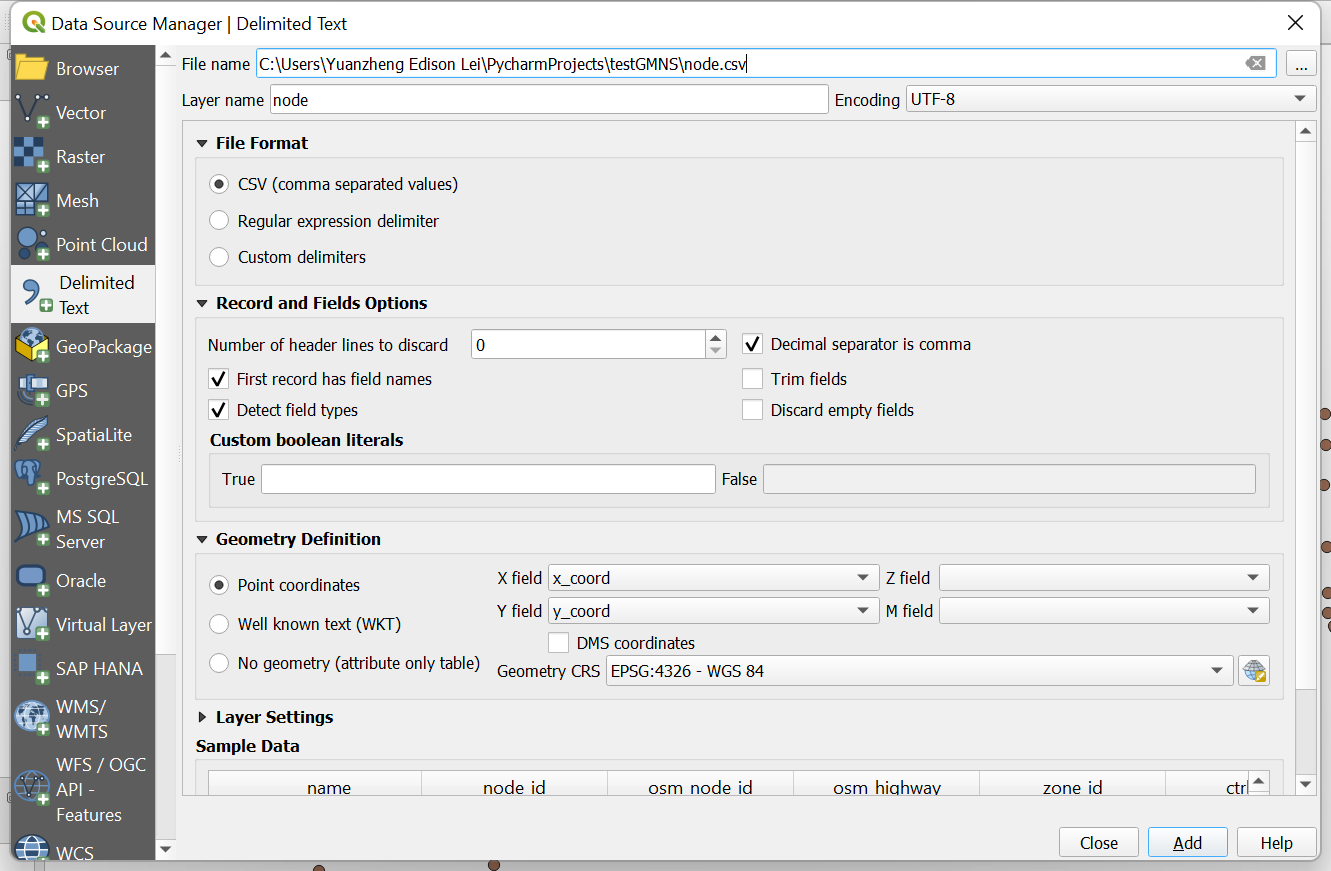 Data Source Manager | Delimited Text
Browser
Vector
Raster
Mesh
Point Cloud
Delimited
Text
GeoPackage
GPS
SpatiaLite
PostgreSQL
MS SQL
Server
Oracle
Virtual Layer
SAP HANA
WMS/
WMTS
WFS / OGC
API -
Features
WCS
File name C:\Users\Yuanzheng Edison Lei\PycharmProjects\testGMNS\node.csv ...
Layer name node Encoding UTF-8
File Format
CSV (comma separated values)
Regular expression delimiter
Custom delimiters
Record and Fields Options
Number of header lines to discard 0 Decimal separator is comma
First record has field names Trim fields
Detect field types Discard empty fields
Custom boolean literals
True False
Geometry Definition
Point coordinates X field x_coord Z field
Y field y_coord M field
Well known text (WKT)
DMS coordinates
No geometry (attribute only table) Geometry CRS EPSG:4326 - WGS 84
Layer Settings
Sample Data
name node_id osm_node_id osm_highway zone_id
Close Add Help